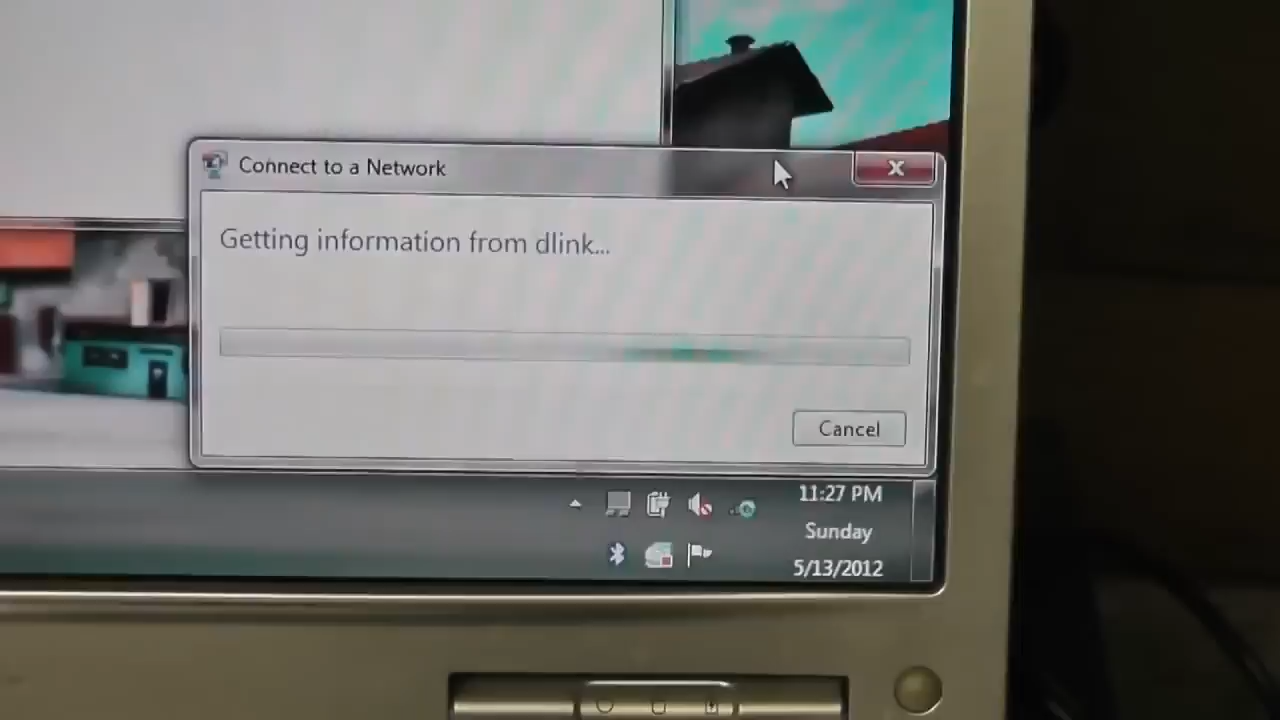 Connect to a Network
Getting information from dlink...
Cancel
11:27 PM
Sunday
5/13/2012